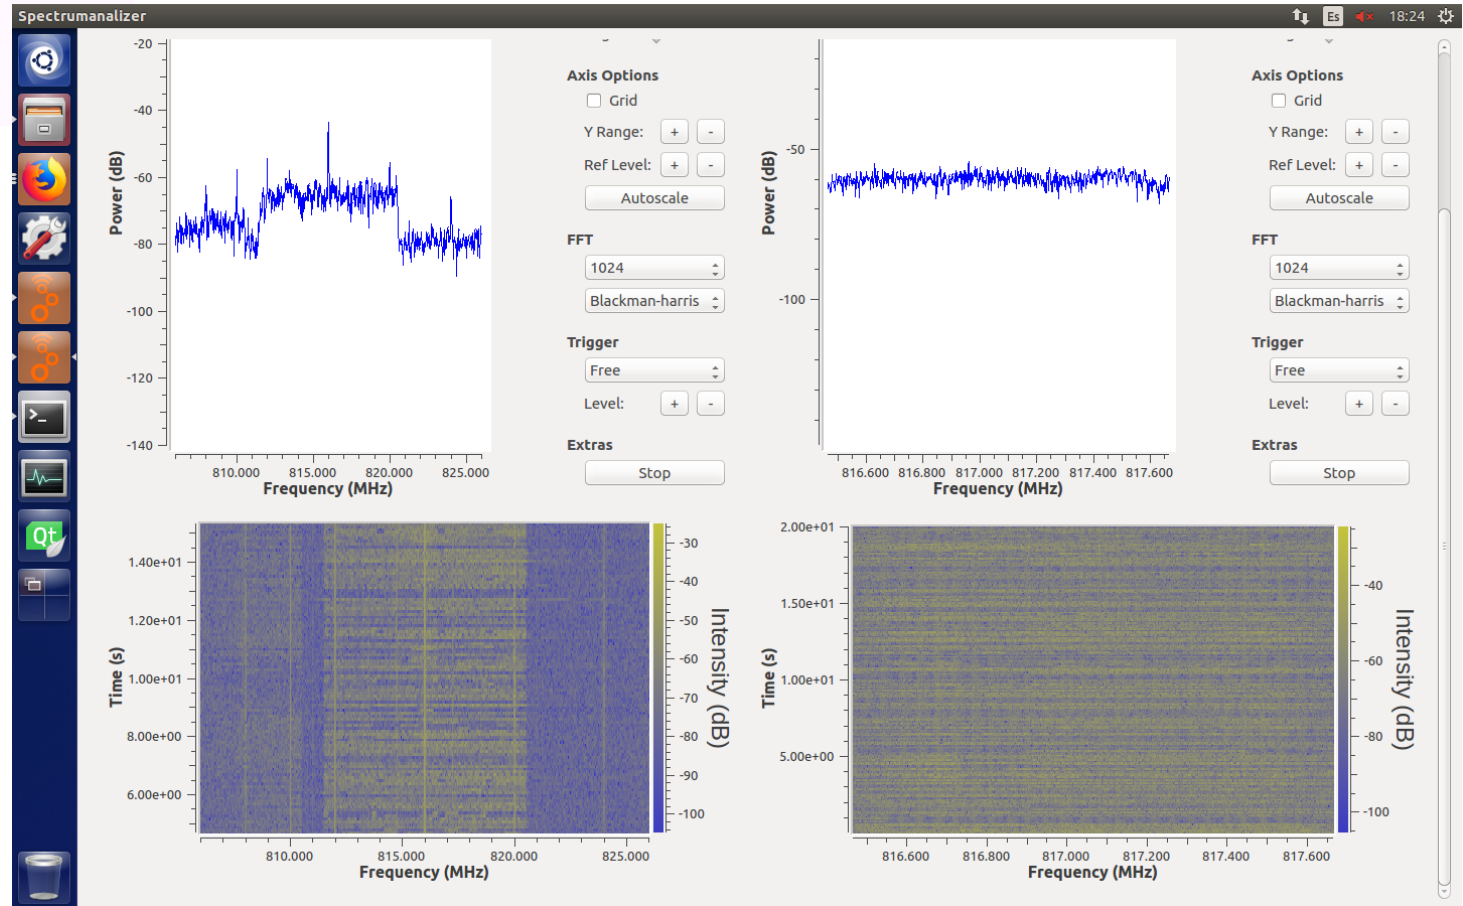 Spectrumanalizer
Es
18:24
-20
-40
-60
-80
-100
-120
-140
Power (dB)
810.000 815.000 820.000 825.000
Frequency (MHz)
Axis Options
Grid
Y Range: + -
Ref Level: + -
Autoscale
FFT
1024
Blackman-harris
Trigger
Free
Level: + -
Extras
Stop
-50
-100
Power (dB)
816.600 816.800 817.000 817.200 817.400 817.600
Frequency (MHz)
Axis Options
Grid
Y Range: + -
Ref Level: + -
Autoscale
FFT
1024
Blackman-harris
Trigger
Free
Level: + -
Extras
Stop
>_
Qt
1.40e+01
1.20e+01
1.00e+01
8.00e+00
6.00e+00
Time (s)
810.000 815.000 820.000 825.000
Frequency (MHz)
-30
-40
-50
-60
-70
-80
-90
-100
Intensity (dB)
2.00e+01
1.50e+01
1.00e+01
5.00e+00
Time (s)
816.600 816.800 817.000 817.200 817.400 817.600
Frequency (MHz)
-40
-60
-80
-100
Intensity (dB)